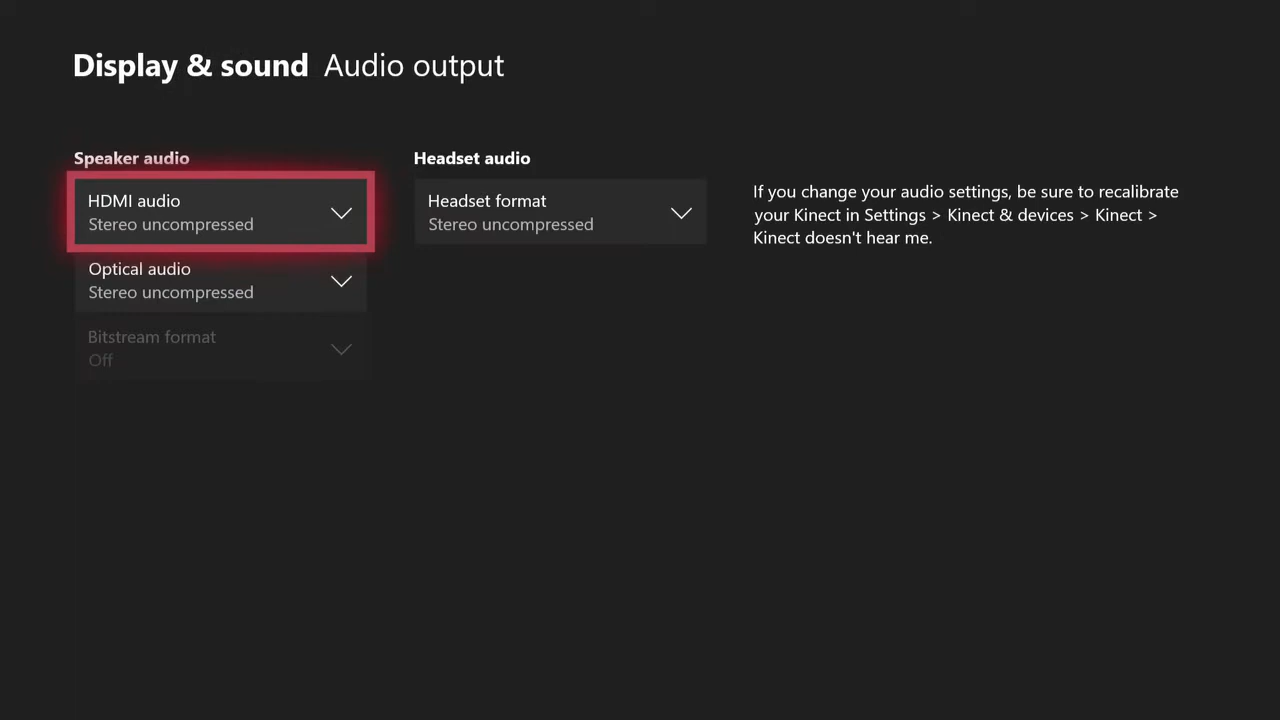 Display & sound Audio output
Speaker audio
HDMI audio
Stereo uncompressed
Optical audio
Stereo uncompressed
Bitstream format
Off
Headset audio
Headset format
Stereo uncompressed
If you change your audio settings, be sure to recalibrate
your Kinect in Settings > Kinect & devices > Kinect >
Kinect doesn't hear me.